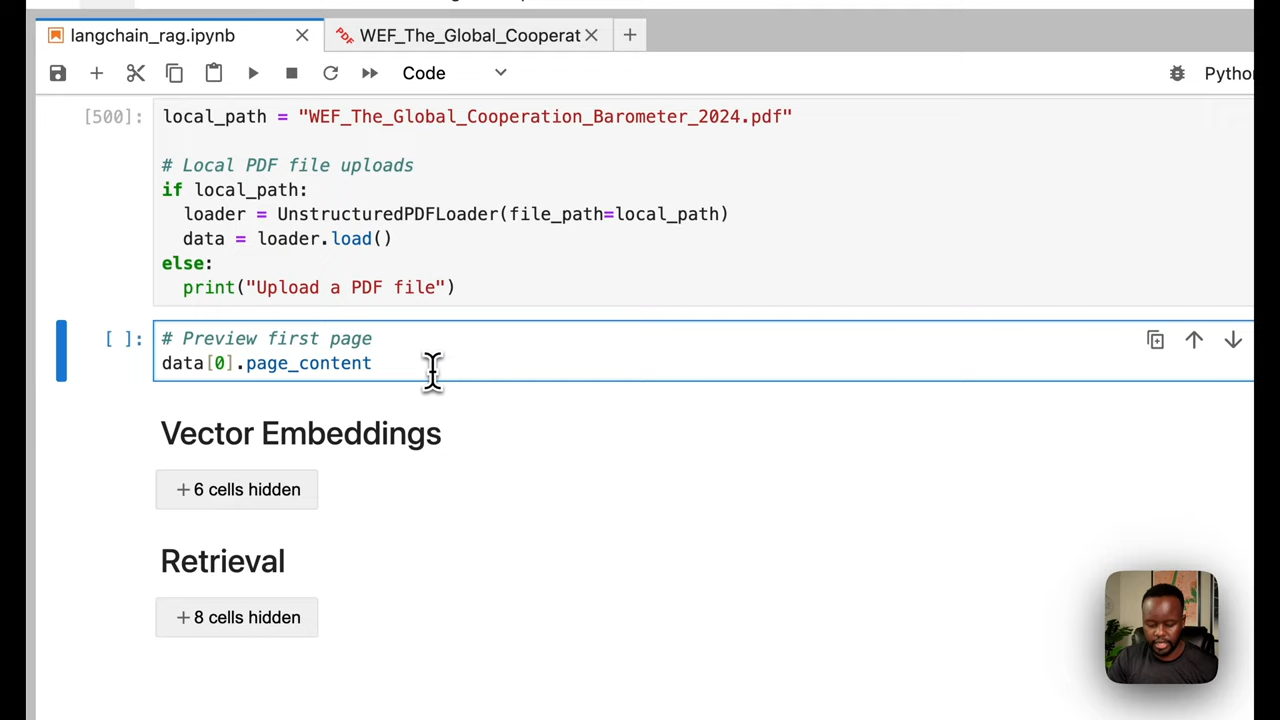 langchain_rag.ipynb
WEF_The_Global_Cooperat
Code
Pytho
[500]:
local_path = "WEF_The_Global_Cooperation_Barometer_2024.pdf"
# Local PDF file uploads
if local_path:
  loader = UnstructuredPDFLoader(file_path=local_path)
  data = loader.load()
else:
  print("Upload a PDF file")
[ ]:
# Preview first page
data[0].page_content
Vector Embeddings
+ 6 cells hidden
Retrieval
+ 8 cells hidden